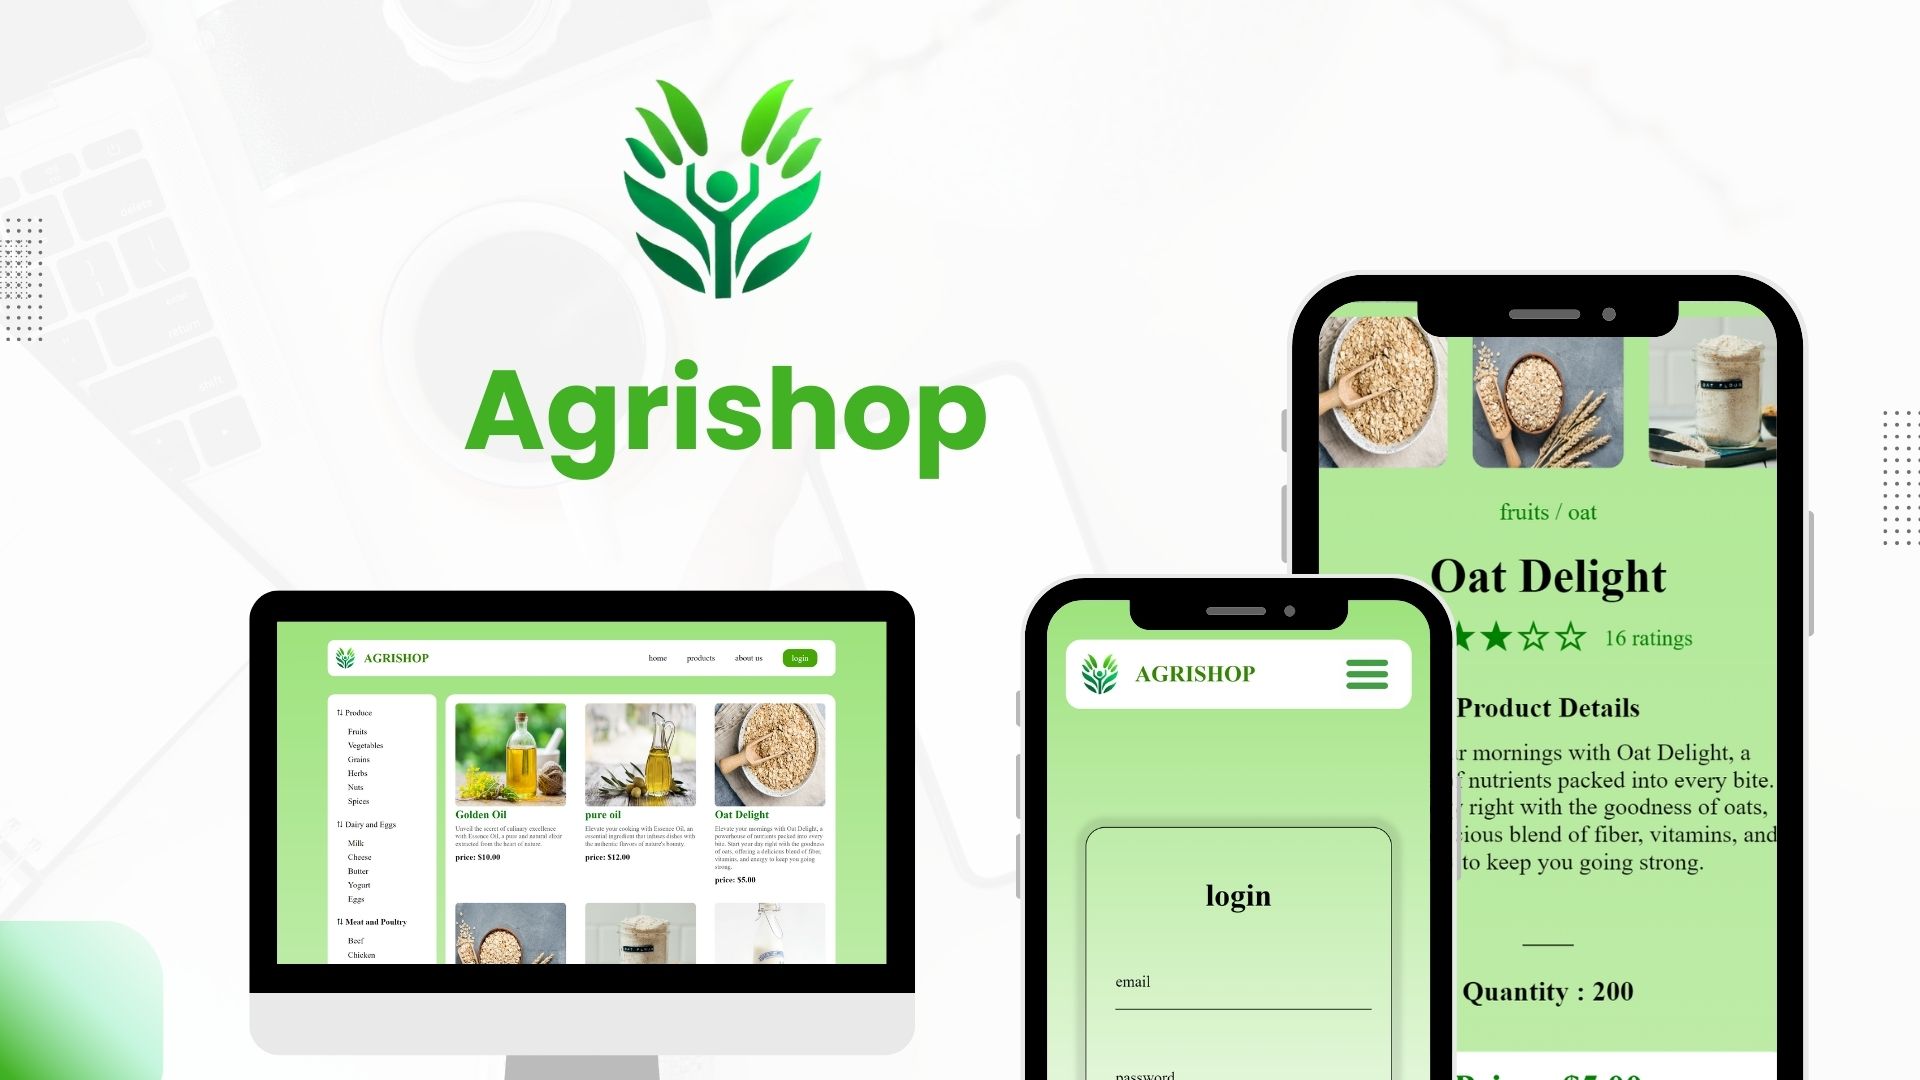 Agrishop
AGRISHOP
home products about us login
Produce
Fruits
Vegetables
Grains
Herbs
Nuts
Spices
Dairy and Eggs
Milk
Cheese
Butter
Yogurt
Eggs
Meat and Poultry
Beef
Chicken
Golden Oil
Unveil the secret of culinary excellence
with Essence Oil, a pure and natural elixir
extracted from the heart of nature.
price: $10.00
pure oil
Elevate your cooking with Essence Oil, an
essential ingredient that infuses dishes with
the authentic flavors of nature's bounty.
price: $12.00
Oat Delight
Elevate your mornings with Oat Delight, a
powerhouse of nutrients packed into every
bite. Start your day right with the goodness
of oats, offering a delicious blend of fiber,
vitamins, and energy to keep you going
strong.
price: $5.00
OAT FLOUR
AGRISHOP
login
email
password
OAT FLOUR
fruits / oat
Oat Delight
16 ratings
Product Details
mornings with Oat Delight, a
nutrients packed into every bite.
right with the goodness of oats,
blend of fiber, vitamins, and
to keep you going strong.
Quantity : 200
delete
return
shift